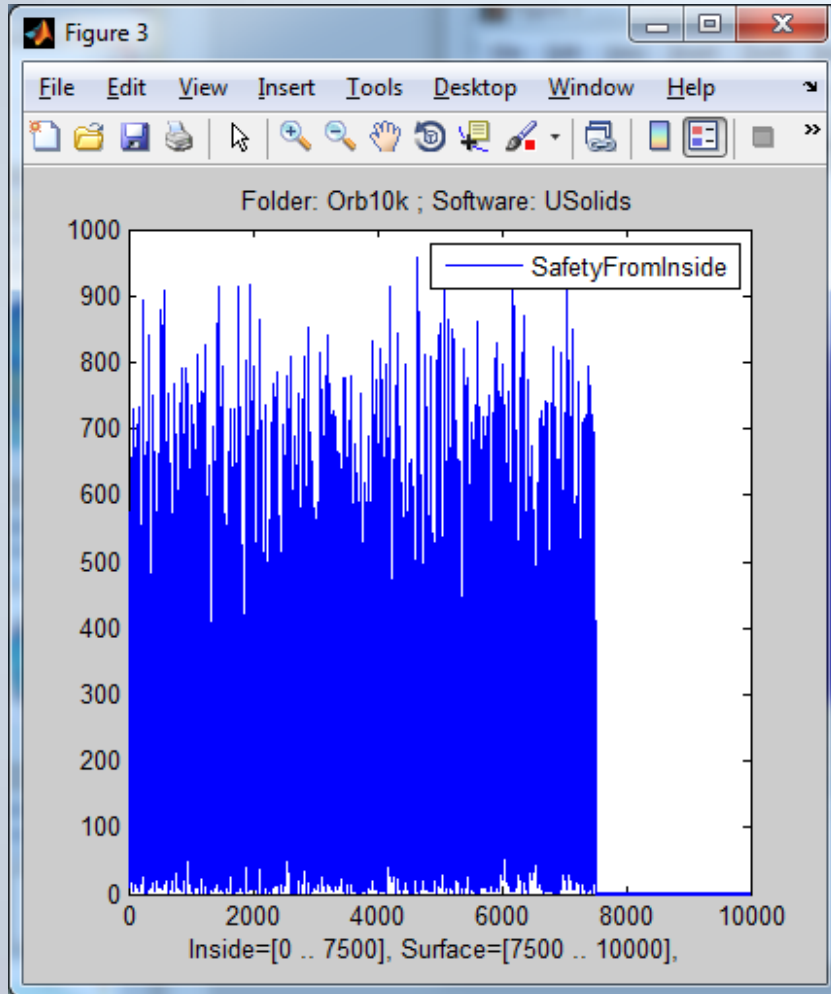 Figure 3
File Edit View Insert Tools Desktop Window Help
Folder: Orb10k ; Software: USolids
SafetyFromInside
1000
900
800
700
600
500
400
300
200
100
0
0 2000 4000 6000 8000 10000
Inside=[0 .. 7500], Surface=[7500 .. 10000],